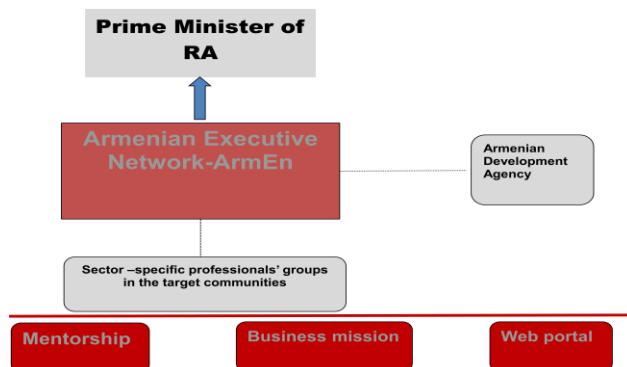 Prime Minister of
RA
Armenian Executive
Network-ArmEn
Armenian
Development
Agency
Sector –specific professionals’ groups
in the target communities
Mentorship
Business mission
Web portal